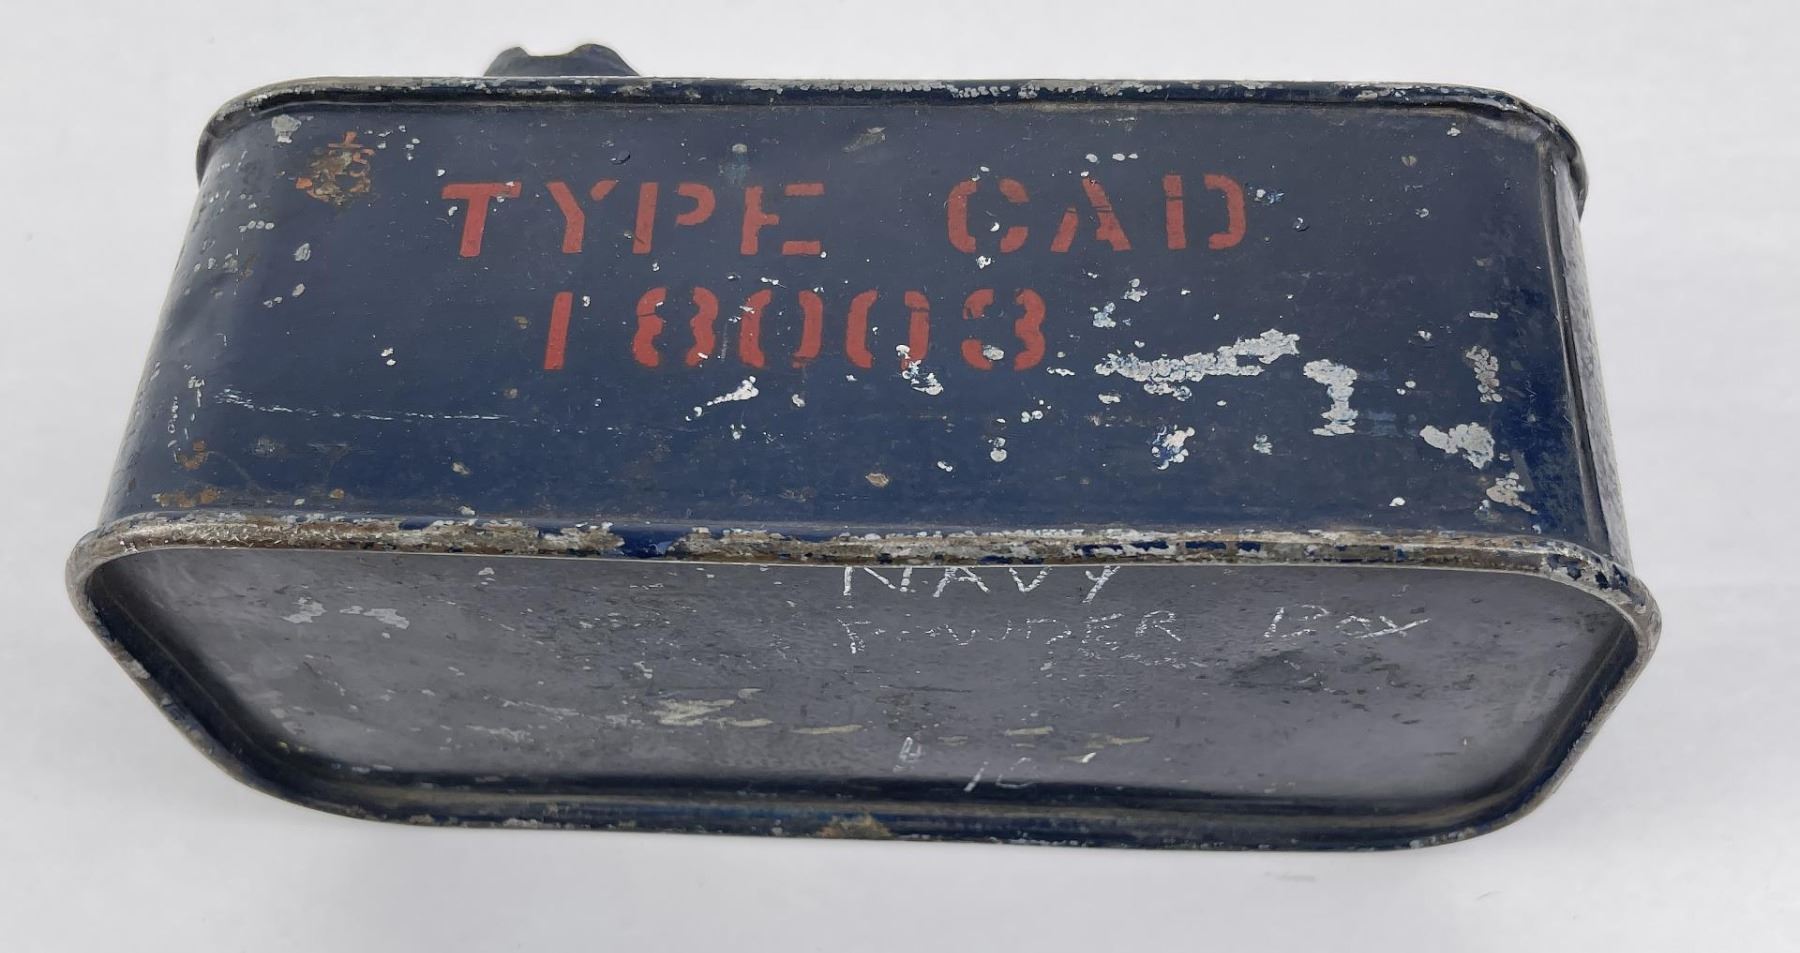 TYPE CAD
18003
NAVY
POWDER BOX